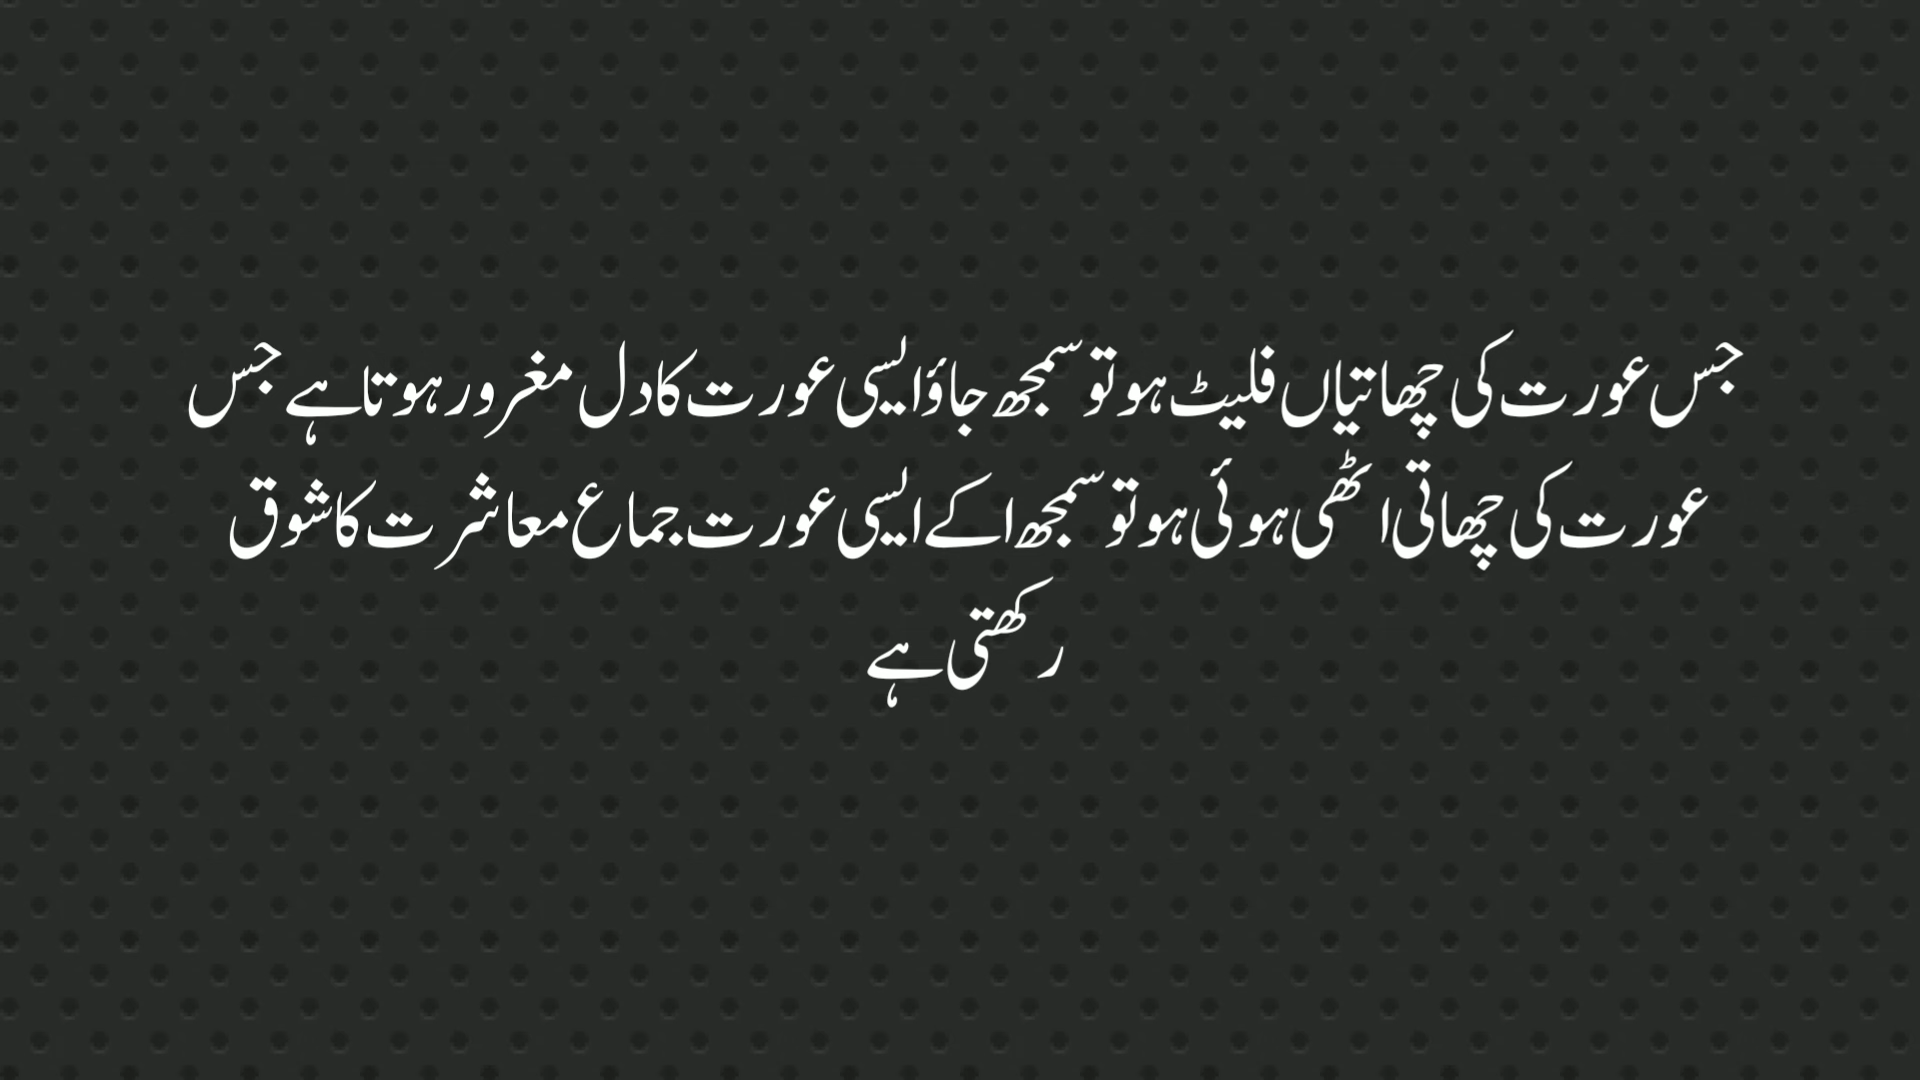 جس عورت کی چھاتیاں فلیٹ ہو تو سمجھ جاؤ ایسی عورت کا دل مغرور ہوتا ہے جس
عورت کی چھاتی اٹھی ہوئی ہو تو سمجھ اکے ایسی عورت جماع معاشرت کا شوق
رکھتی ہے